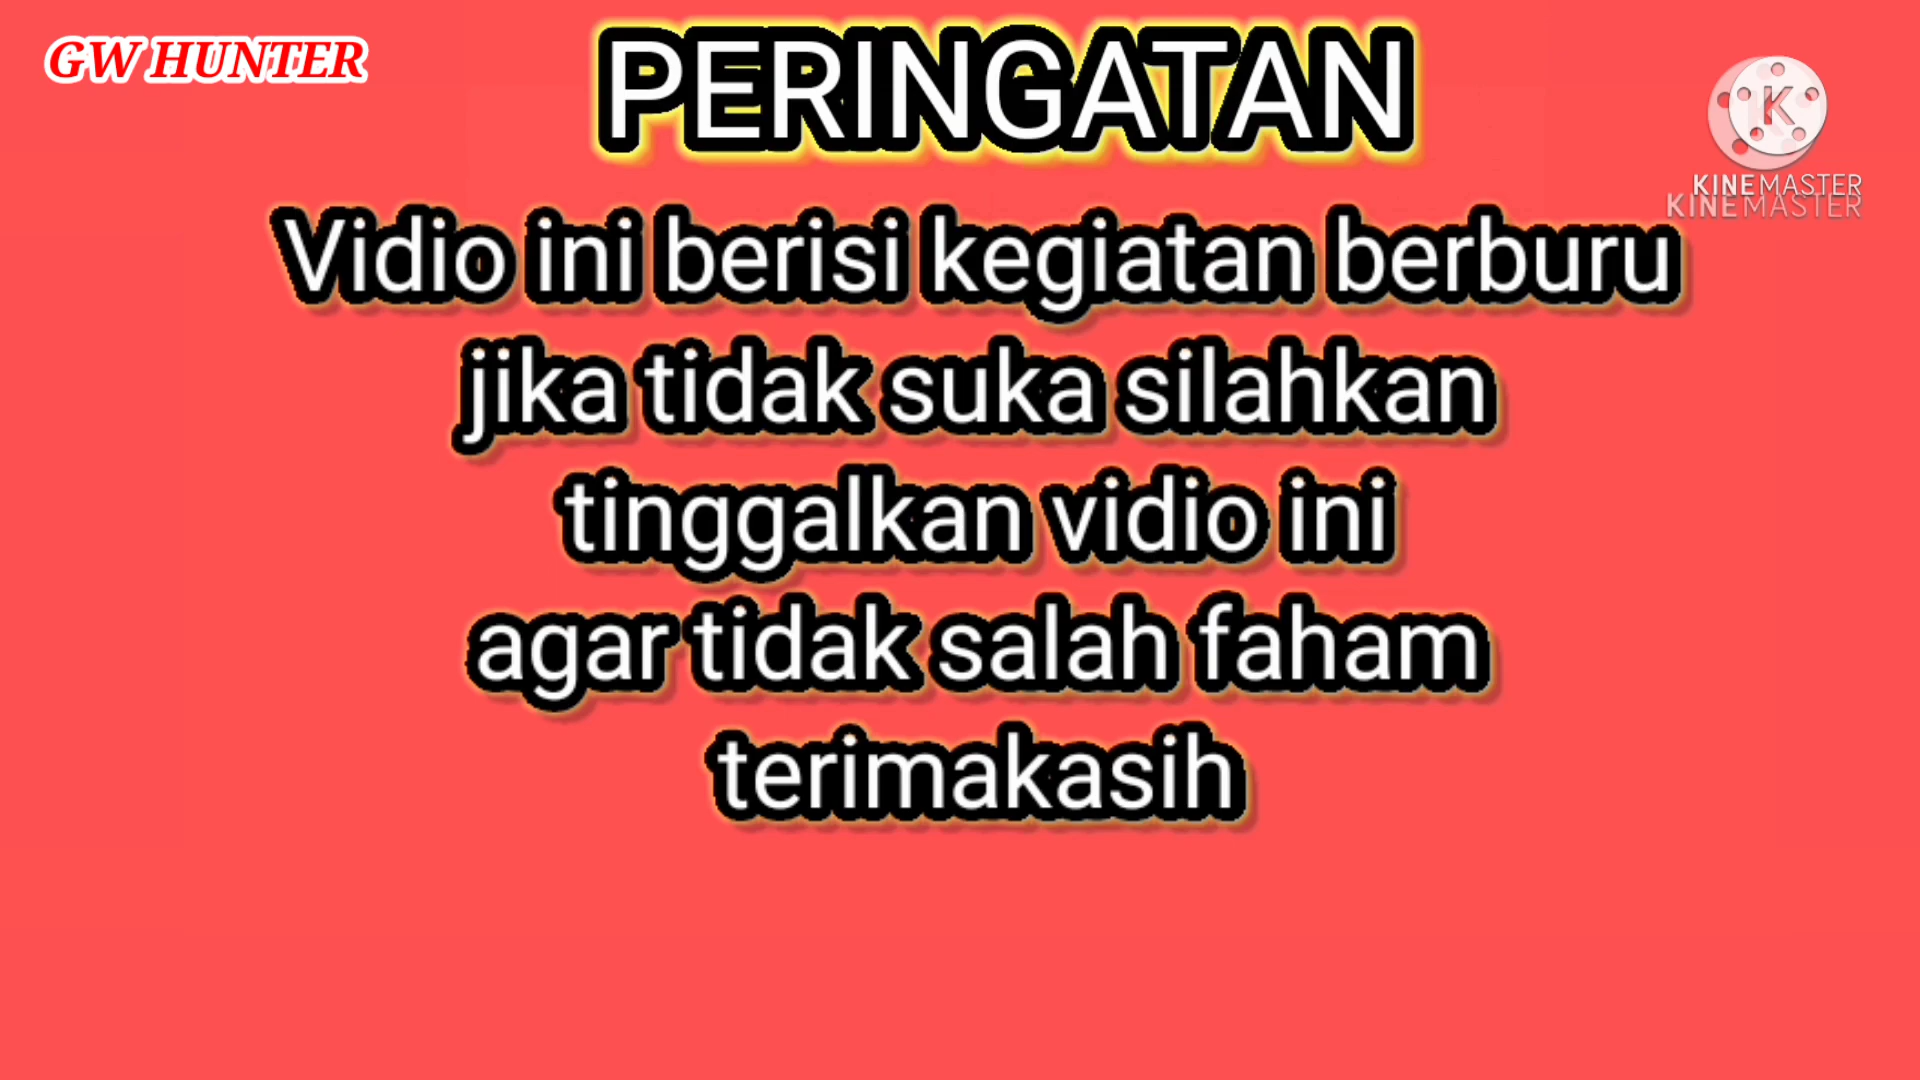 GW HUNTER
PERINGATAN
KINEMASTER
KINEMASTER
Vidio ini berisi kegiatan berburu
jika tidak suka silahkan
tinggalkan vidio ini
agar tidak salah faham
terimakasih